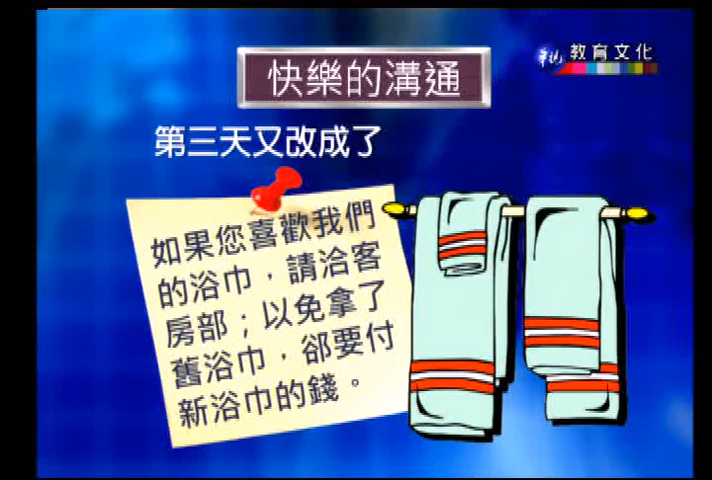 教育文化
快樂的溝通
第三天又改成了
如果您喜歡我們
的浴巾，請洽客
房部；以免拿了
舊浴巾，卻要付
新浴巾的錢。